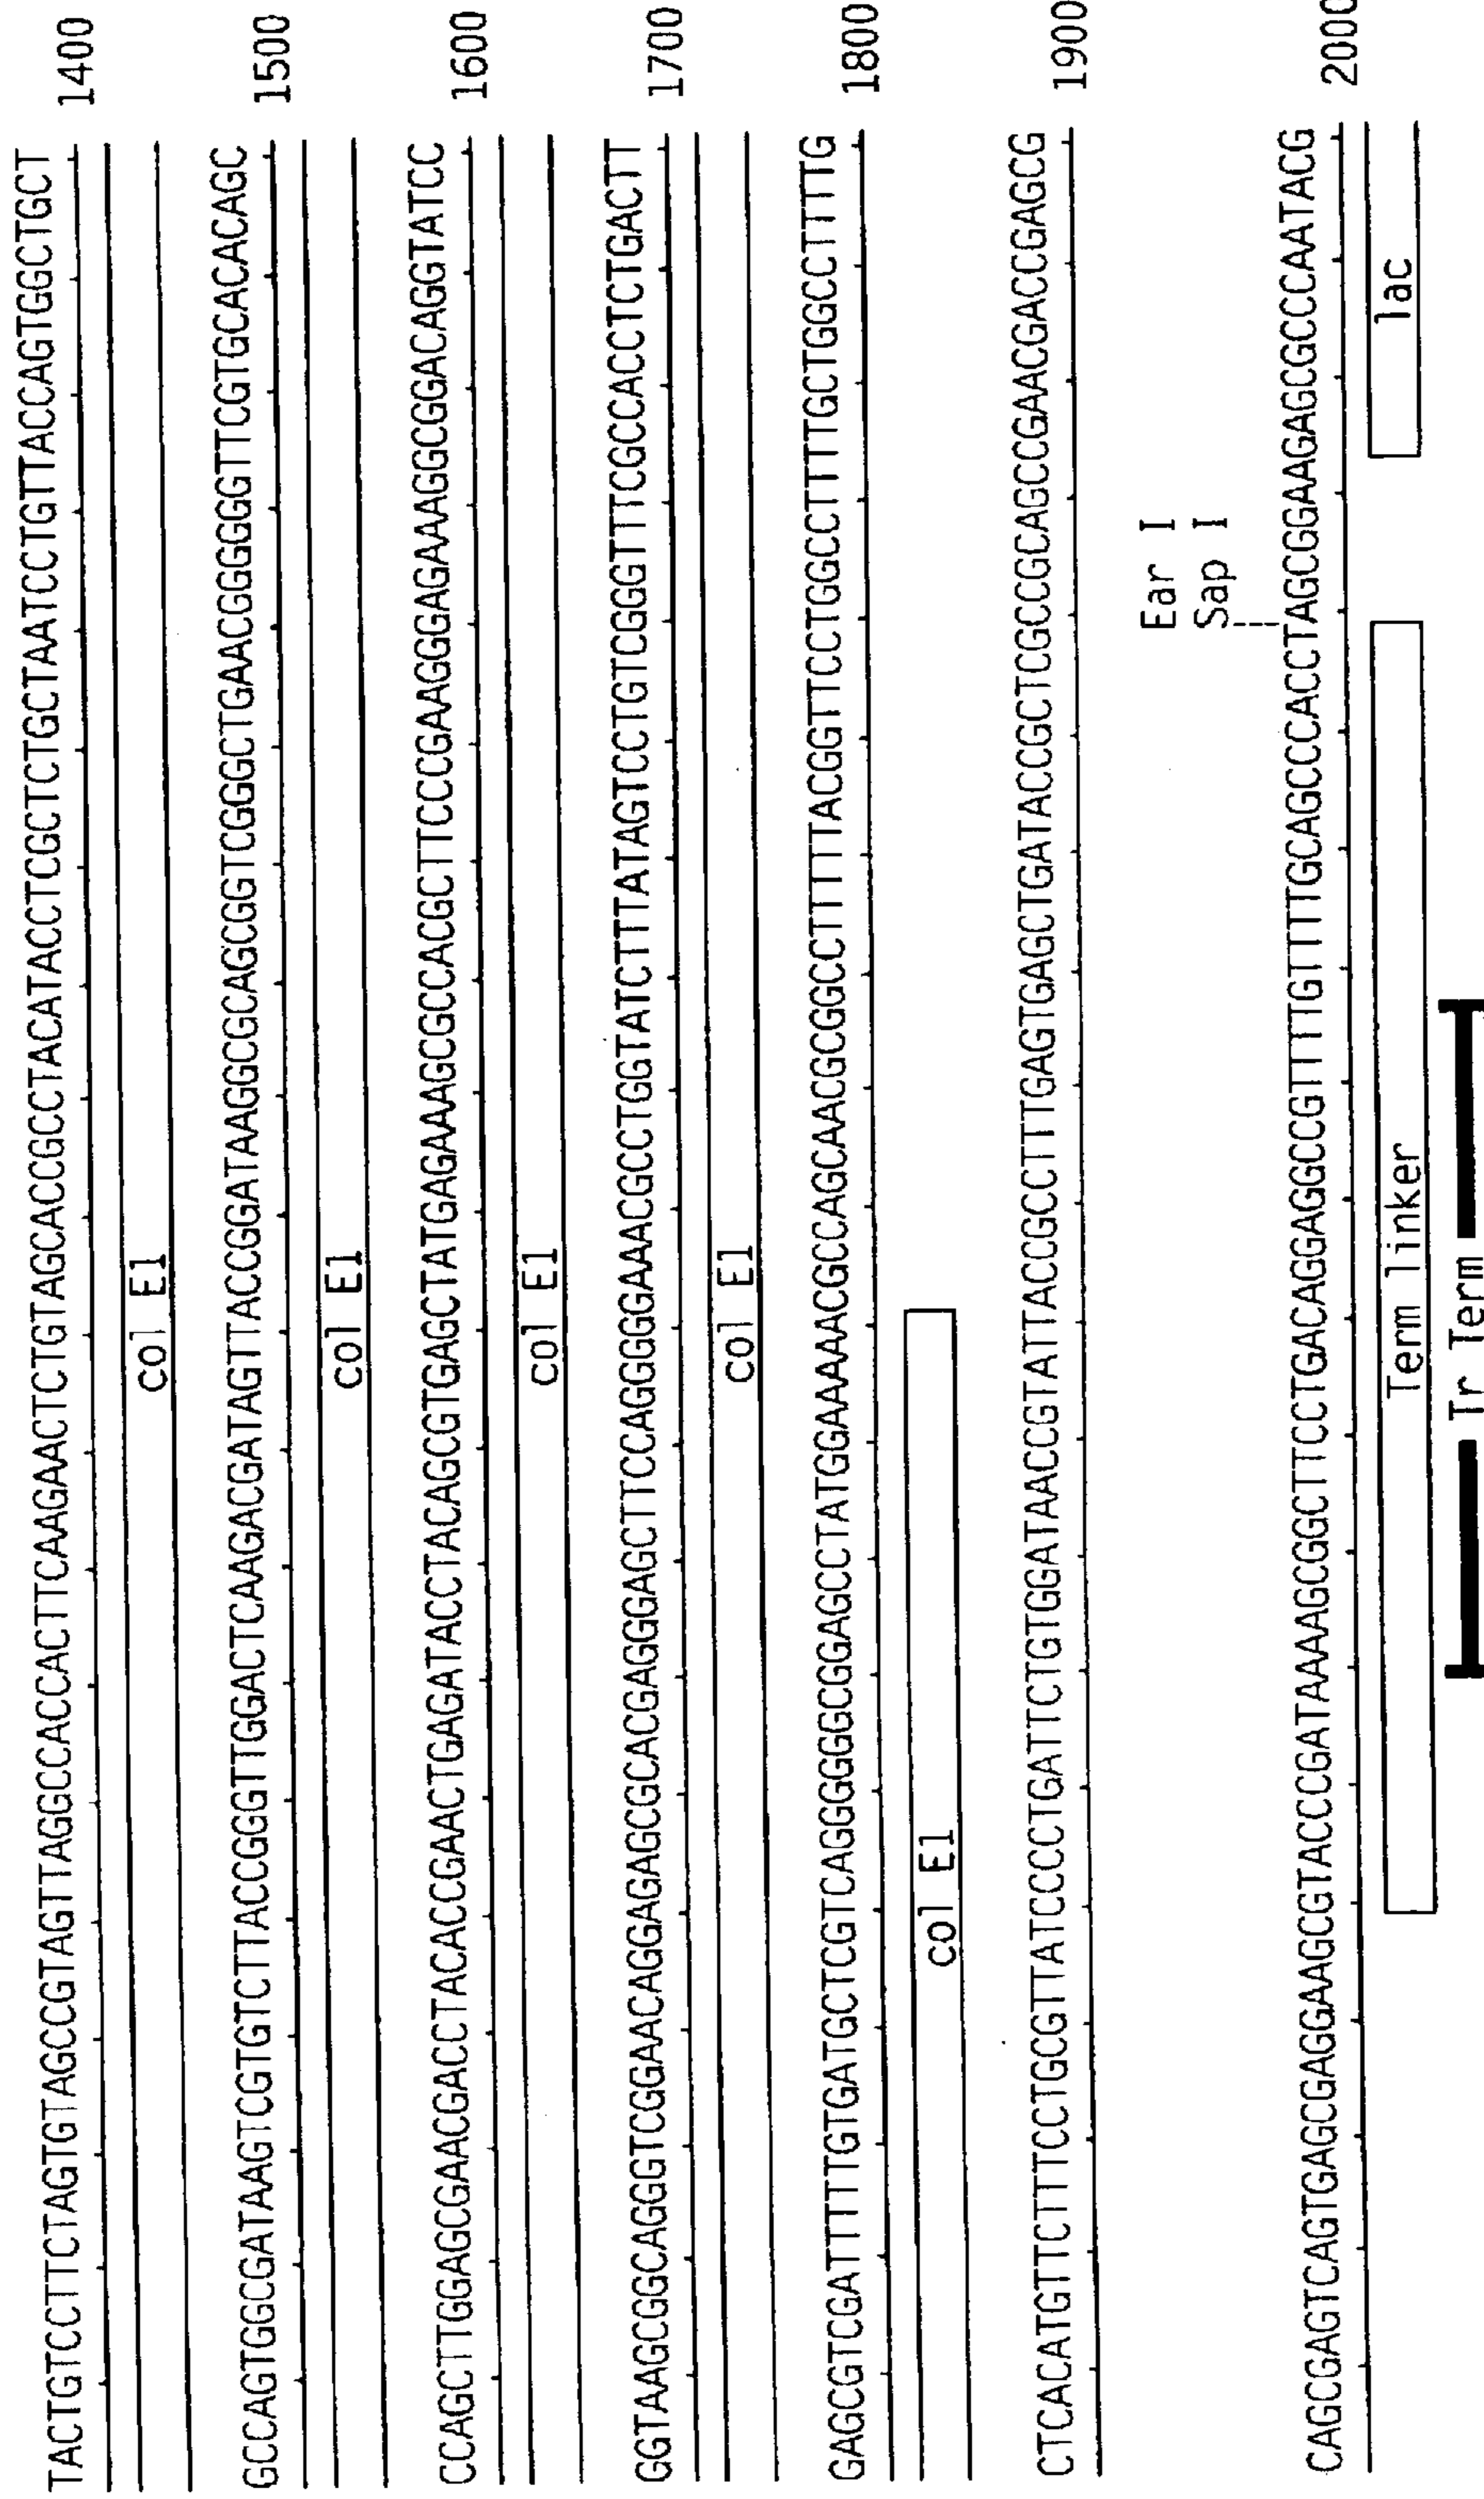 TACTGTCCTTCTAGTGTAGCCGTAGTTAGGCCACCACTTCAAGAACTCTGTAGCACCGCCTACATACCTCGCTCTGCTAATCCTGTTACCAGTGGCTGCT 1400
col E1
GCCAGTGGCGATAAGTCGTGTCTTACCGGGTTGGACTCAAGACGATAGTTACCGGATAAGGCGCAGCGGTCGGGCTGAACGGGGGGTTCGTGCACACAGC 1500
col E1
CCAGCTTGGAGCGAACGACCTACACCGAACTGAGATACCTACAGCGTGAGCTATGAGAAAGCGCCACGCTTCCCGAAGGGAGAAAGGCGGACAGGTATCC 1600
col E1
GGTAAGCGGCAGGGTCGGAACAGGAGAGCGCACGAGGGAGCTTCCAGGGGGAAACGCCTGGTATCTTTATAGTCCTGTCGGGTTTCGCCACCTCTGACTT 1700
col E1
GAGCGTCGATTTTTGTGATGCTCGTCAGGGGGGCGGAGCCTATGGAAAAACGCCAGCAACGCGGCCTTTTTACGGTTCCTGGCCTTTTGCTGGCCTTTTG 1800
col E1
CTCACATGTTCTTTCCTGCGTTATCCCCTGATTCTGTGGATAACCGTATTACCGCCTTTGAGTGAGCTGATACCGCTCGCCGCAGCCGAACGACCGAGCG 1900
Ear I
Sap I
CAGCGAGTCAGTGAGCGAGGAAGCGTACCCGATAAAAGCGGCTTCCTGACAGGAGGCCGTTTTGTTTTGCAGCCCACCTAGCGGAAGAGCGCCCAATACG 2000
Term linker lac
Tr Term